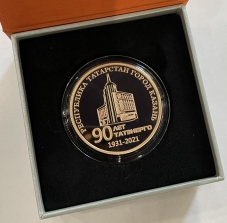 РЕСПУБЛИКА ТАТАРСТАН ГОРОД КАЗАНЬ
90 ЛЕТ
ТАТЭНЕРГО
1931-2021